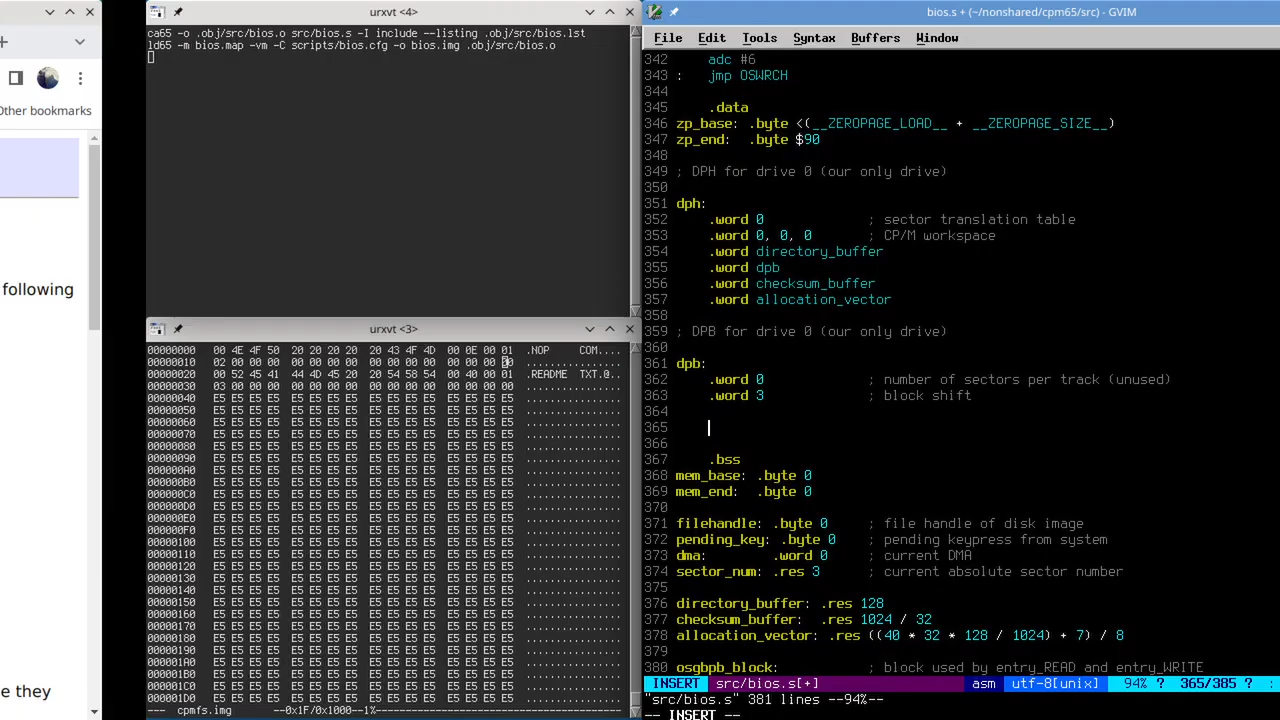 Other bookmarks
following
e they
urxvt <4>
ca65 -o .obj/src/bios.o src/bios.s -I include --listing .obj/src/bios.lst
ld65 -m bios.map -vm -C scripts/bios.cfg -o bios.img .obj/src/bios.o
urxvt <3>
00000000 00 4E 4F 50 20 20 20 20 20 43 4F 4D 00 0E 00 01 .NOP     COM....
00000010 02 00 00 00 00 00 00 00 00 00 00 00 00 00 00 00 ................
00000020 00 52 45 41 44 4D 45 20 20 54 58 54 00 40 00 01 .README  TXT.@..
00000030 03 00 00 00 00 00 00 00 00 00 00 00 00 00 00 00 ................
00000040 E5 E5 E5 E5 E5 E5 E5 E5 E5 E5 E5 E5 E5 E5 E5 E5 ................
00000050 E5 E5 E5 E5 E5 E5 E5 E5 E5 E5 E5 E5 E5 E5 E5 E5 ................
00000060 E5 E5 E5 E5 E5 E5 E5 E5 E5 E5 E5 E5 E5 E5 E5 E5 ................
00000070 E5 E5 E5 E5 E5 E5 E5 E5 E5 E5 E5 E5 E5 E5 E5 E5 ................
00000080 E5 E5 E5 E5 E5 E5 E5 E5 E5 E5 E5 E5 E5 E5 E5 E5 ................
00000090 E5 E5 E5 E5 E5 E5 E5 E5 E5 E5 E5 E5 E5 E5 E5 E5 ................
000000A0 E5 E5 E5 E5 E5 E5 E5 E5 E5 E5 E5 E5 E5 E5 E5 E5 ................
000000B0 E5 E5 E5 E5 E5 E5 E5 E5 E5 E5 E5 E5 E5 E5 E5 E5 ................
000000C0 E5 E5 E5 E5 E5 E5 E5 E5 E5 E5 E5 E5 E5 E5 E5 E5 ................
000000D0 E5 E5 E5 E5 E5 E5 E5 E5 E5 E5 E5 E5 E5 E5 E5 E5 ................
000000E0 E5 E5 E5 E5 E5 E5 E5 E5 E5 E5 E5 E5 E5 E5 E5 E5 ................
000000F0 E5 E5 E5 E5 E5 E5 E5 E5 E5 E5 E5 E5 E5 E5 E5 E5 ................
00000100 E5 E5 E5 E5 E5 E5 E5 E5 E5 E5 E5 E5 E5 E5 E5 E5 ................
00000110 E5 E5 E5 E5 E5 E5 E5 E5 E5 E5 E5 E5 E5 E5 E5 E5 ................
00000120 E5 E5 E5 E5 E5 E5 E5 E5 E5 E5 E5 E5 E5 E5 E5 E5 ................
00000130 E5 E5 E5 E5 E5 E5 E5 E5 E5 E5 E5 E5 E5 E5 E5 E5 ................
00000140 E5 E5 E5 E5 E5 E5 E5 E5 E5 E5 E5 E5 E5 E5 E5 E5 ................
00000150 E5 E5 E5 E5 E5 E5 E5 E5 E5 E5 E5 E5 E5 E5 E5 E5 ................
00000160 E5 E5 E5 E5 E5 E5 E5 E5 E5 E5 E5 E5 E5 E5 E5 E5 ................
00000170 E5 E5 E5 E5 E5 E5 E5 E5 E5 E5 E5 E5 E5 E5 E5 E5 ................
00000180 E5 E5 E5 E5 E5 E5 E5 E5 E5 E5 E5 E5 E5 E5 E5 E5 ................
00000190 E5 E5 E5 E5 E5 E5 E5 E5 E5 E5 E5 E5 E5 E5 E5 E5 ................
000001A0 E5 E5 E5 E5 E5 E5 E5 E5 E5 E5 E5 E5 E5 E5 E5 E5 ................
000001B0 E5 E5 E5 E5 E5 E5 E5 E5 E5 E5 E5 E5 E5 E5 E5 E5 ................
000001C0 E5 E5 E5 E5 E5 E5 E5 E5 E5 E5 E5 E5 E5 E5 E5 E5 ................
000001D0 E5 E5 E5 E5 E5 E5 E5 E5 E5 E5 E5 E5 E5 E5 E5 E5 ................
--- cpmfs.img --0x1F/0x1000--1%--------------------
bios.s + (~/nonshared/cpm65/src) - GVIM
File Edit Tools Syntax Buffers Window
342     adc #6
343 :   jmp OSWRCH
344
345     .data
346 zp_base: .byte <(__ZEROPAGE_LOAD__ + __ZEROPAGE_SIZE__)
347 zp_end:  .byte $90
348
349 ; DPH for drive 0 (our only drive)
350
351 dph:
352     .word 0             ; sector translation table
353     .word 0, 0, 0       ; CP/M workspace
354     .word directory_buffer
355     .word dpb
356     .word checksum_buffer
357     .word allocation_vector
358
359 ; DPB for drive 0 (our only drive)
360
361 dpb:
362     .word 0             ; number of sectors per track (unused)
363     .word 3             ; block shift
364
365
366
367     .bss
368 mem_base: .byte 0
369 mem_end:  .byte 0
370
371 filehandle: .byte 0     ; file handle of disk image
372 pending_key: .byte 0    ; pending keypress from system
373 dma:        .word 0     ; current DMA
374 sector_num: .res 3      ; current absolute sector number
375
376 directory_buffer: .res 128
377 checksum_buffer:  .res 1024 / 32
378 allocation_vector: .res ((40 * 32 * 128 / 1024) + 7) / 8
379
380 osgbpb_block:           ; block used by entry_READ and entry_WRITE
INSERT src/bios.s[+] asm utf-8[unix] 94% ? 365/385 ?
"src/bios.s" 381 lines --94%--
-- INSERT --